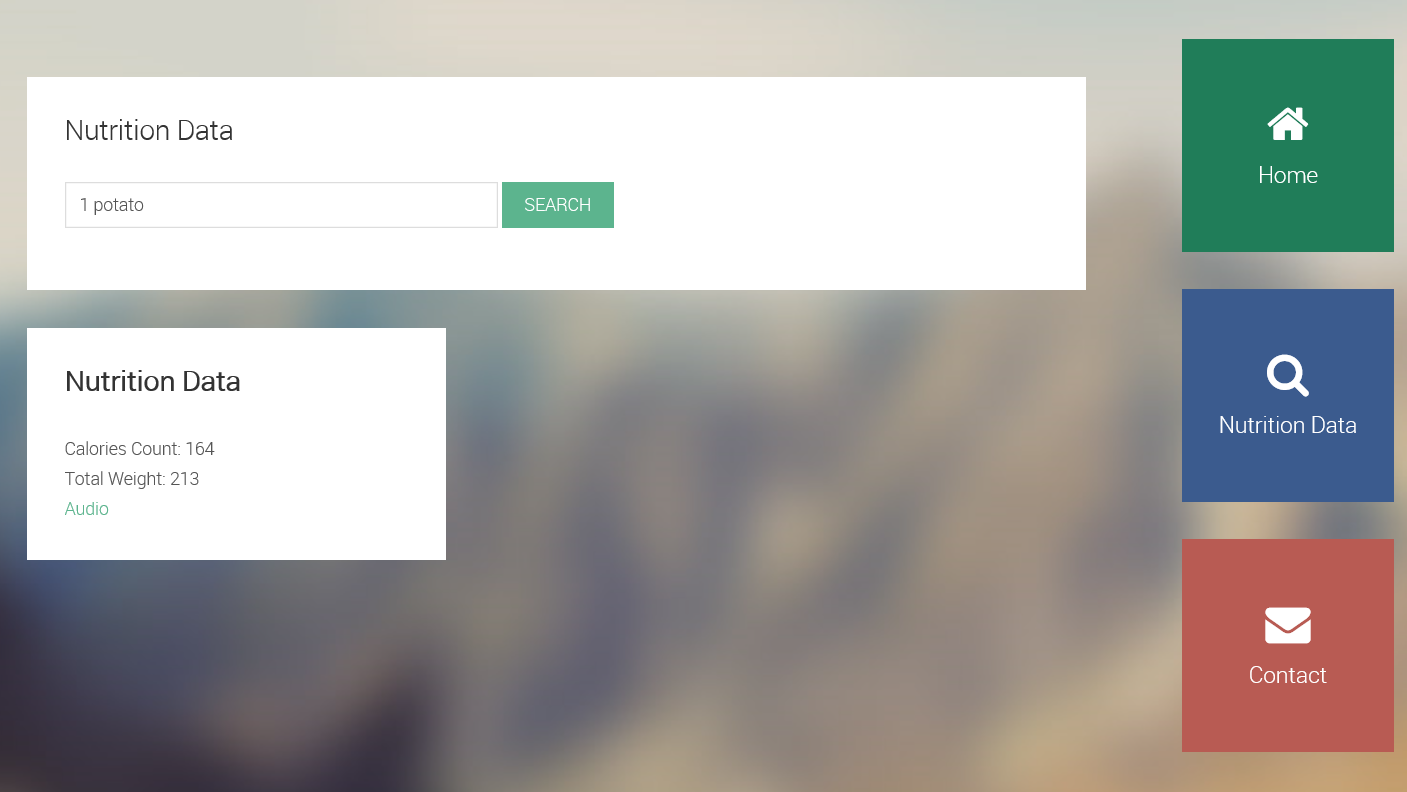 Nutrition Data
1 potato
SEARCH
Nutrition Data
Calories Count: 164
Total Weight: 213
Audio
Home
Nutrition Data
Contact